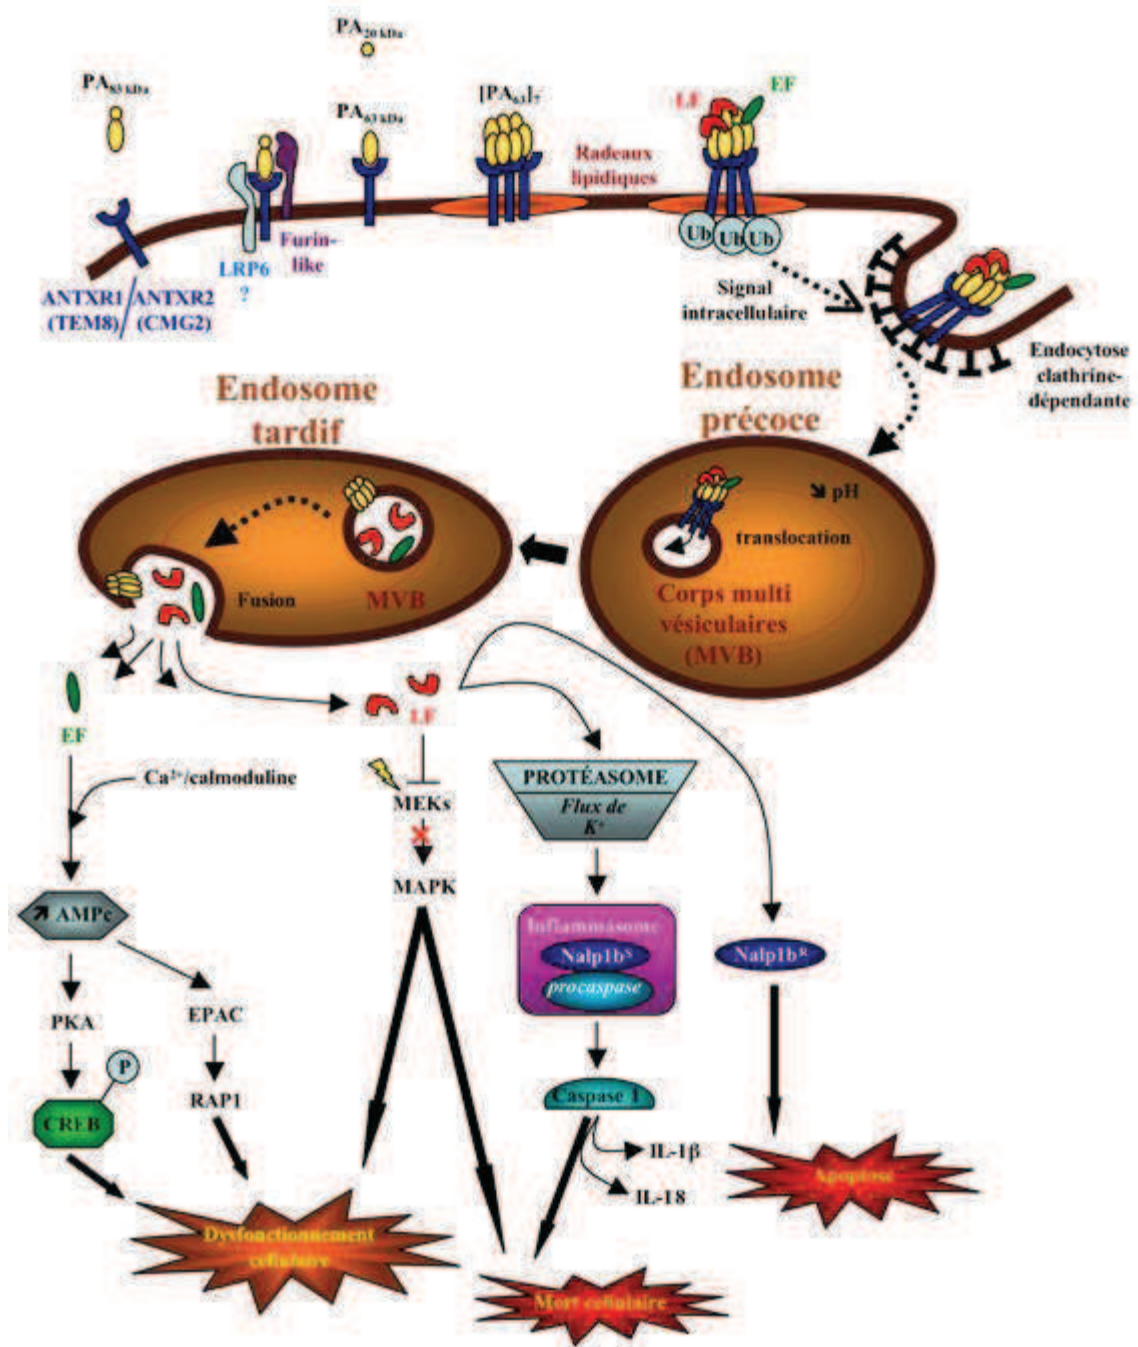 PA20 kDa
PA83 kDa
PA63 kDa
[PA63]7
LF
EF
Radeaux
lipidiques
Ub
Ub
Ub
Furin-
like
LRP6
?
ANTXR1/ANTXR2
(TEM8) (CMG2)
Signal
intracellulaire
Endocytose
clathrine-
dépendante
Endosome
tardif
Endosome
précoce
pH
translocation
Corps multi
vésiculaires
(MVB)
Fusion
MVB
EF
LF
Ca2+/calmoduline
MEKs
MAPK
PROTÉASOME
Flux de
K+
AMPc
Inflammasome
Nalp1bS
procaspase
Nalp1bR
PKA
EPAC
P
CREB
RAP1
Caspase 1
IL-1β
IL-18
Apoptose
Dysfonctionnement
cellulaire
Mort cellulaire